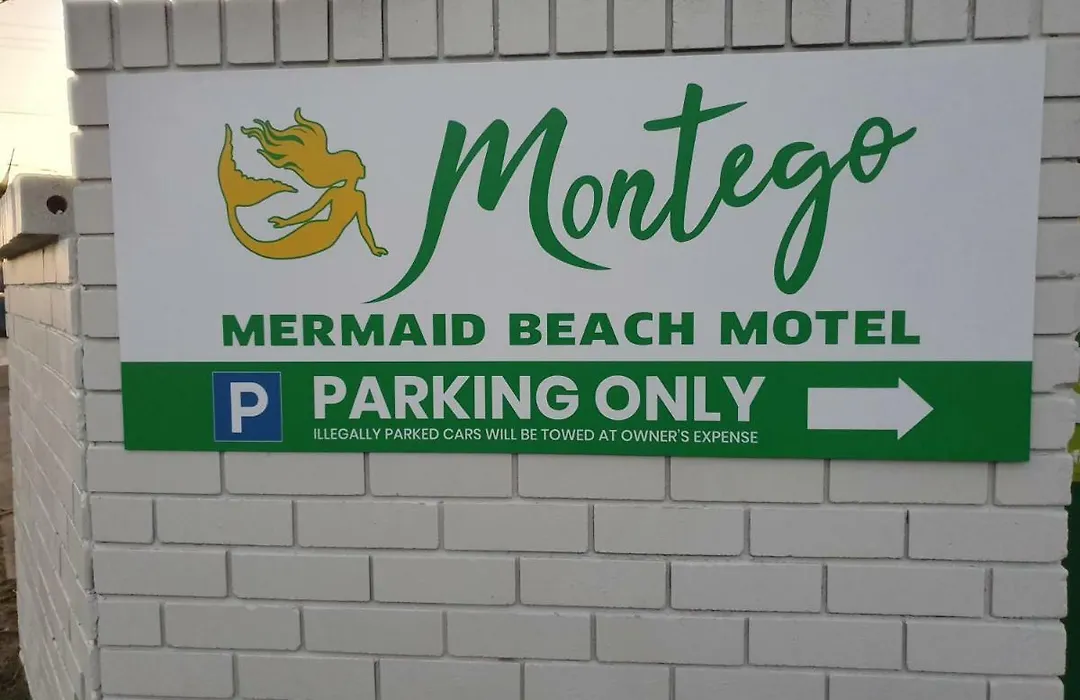 Montego
MERMAID BEACH MOTEL
P PARKING ONLY
ILLEGALLY PARKED CARS WILL BE TOWED AT OWNER'S EXPENSE